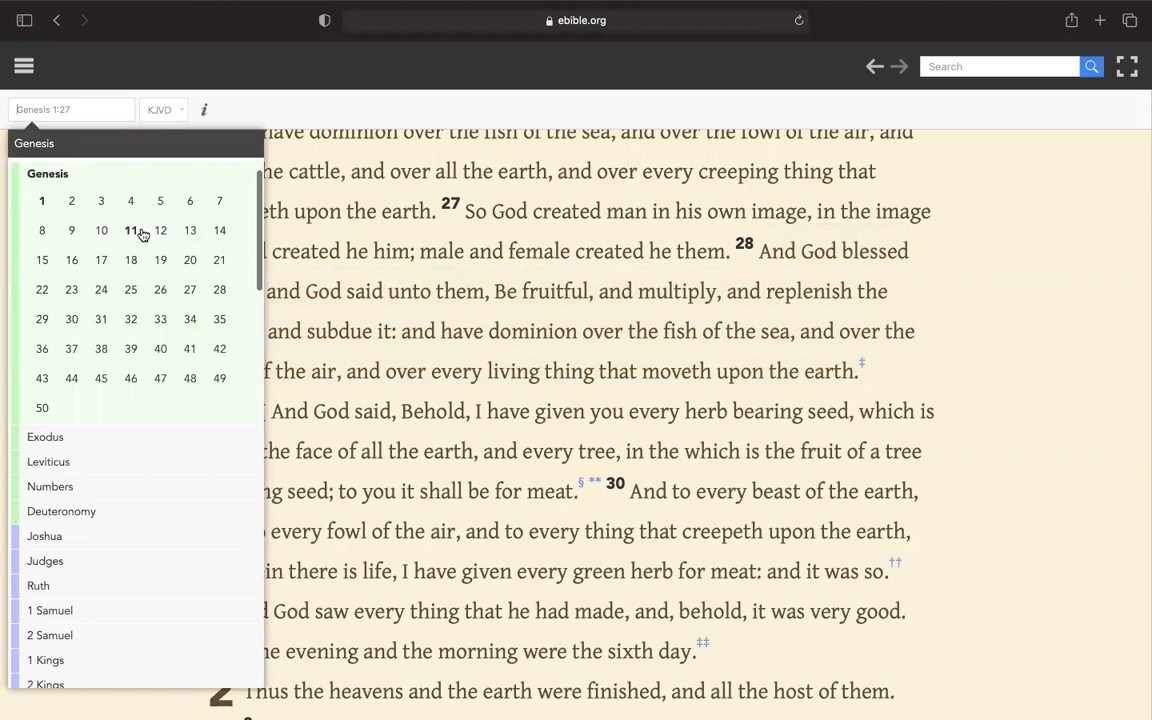 ebible.org
Search
Genesis 1:27
KJVD
i
Genesis
Genesis
1 2 3 4 5 6 7
8 9 10 11 12 13 14
15 16 17 18 19 20 21
22 23 24 25 26 27 28
29 30 31 32 33 34 35
36 37 38 39 40 41 42
43 44 45 46 47 48 49
50
Exodus
Leviticus
Numbers
Deuteronomy
Joshua
Judges
Ruth
1 Samuel
2 Samuel
1 Kings
2 Kings
have dominion over the fish of the sea, and over the fowl of the air, and
he cattle, and over all the earth, and over every creeping thing that
eth upon the earth. 27 So God created man in his own image, in the image
created he him; male and female created he them. 28 And God blessed
and God said unto them, Be fruitful, and multiply, and replenish the
and subdue it: and have dominion over the fish of the sea, and over the
f the air, and over every living thing that moveth upon the earth.‡
And God said, Behold, I have given you every herb bearing seed, which is
the face of all the earth, and every tree, in the which is the fruit of a tree
ng seed; to you it shall be for meat.§ ** 30 And to every beast of the earth,
every fowl of the air, and to every thing that creepeth upon the earth,
in there is life, I have given every green herb for meat: and it was so.††
d God saw every thing that he had made, and, behold, it was very good.
he evening and the morning were the sixth day.‡‡
2 Thus the heavens and the earth were finished, and all the host of them.